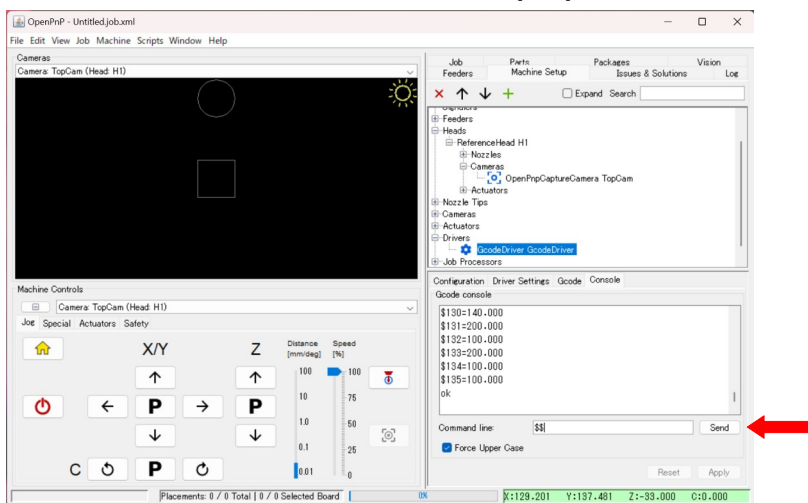 OpenPnP - Untitled.job.xml
File Edit View Job Machine Scripts Window Help
Cameras
Camera: TopCam (Head: H1)
Machine Controls
Camera: TopCam (Head: H1)
Jog Special Actuators Safety
X/Y
Z
Distance [mm/deg]
Speed [%]
100
10
1.0
0.1
0.01
100
75
50
25
0
P
P
C
P
Job Parts Packages Vision
Feeders Machine Setup Issues & Solutions Log
Expand Search
Feeders
Heads
ReferenceHead H1
Nozzles
Cameras
OpenPnpCaptureCamera TopCam
Actuators
Nozzle Tips
Cameras
Actuators
Drivers
GcodeDriver GcodeDriver
Job Processors
Configuration Driver Settings Gcode Console
Gcode console
$130=140.000
$131=200.000
$132=100.000
$133=200.000
$134=100.000
$135=100.000
ok
Command line: $$ Send
Force Upper Case
Reset Apply
Placements: 0 / 0 Total | 0 / 0 Selected Board 0%
X:129.201 Y:137.481 Z:-33.000 C:0.000